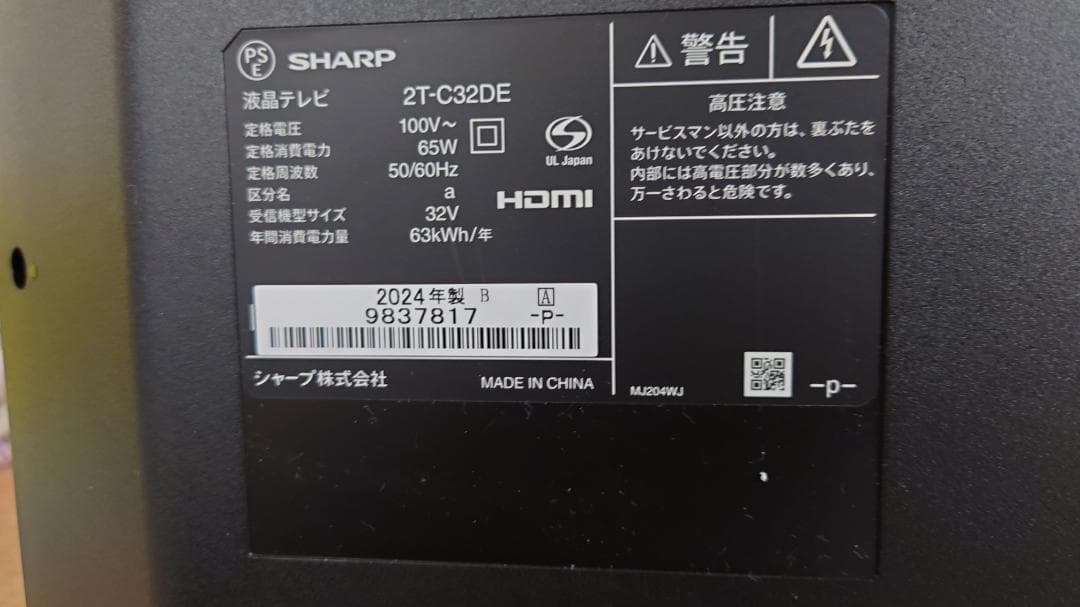 PS
E
SHARP
液晶テレビ 2T-C32DE
定格電圧 100V～
定格消費電力 65W
定格周波数 50/60Hz
区分名 a
受信機型サイズ 32V
年間消費電力量 63kWh/年
UL Japan
HDMI
2024年製 B A
9837817 -P-
シャープ株式会社 MADE IN CHINA
警告
高圧注意
サービスマン以外の方は、裏ぶたを
あけないでください。
内部には高電圧部分が数多くあり、
万一さわると危険です。
MJ204WJ
-p-